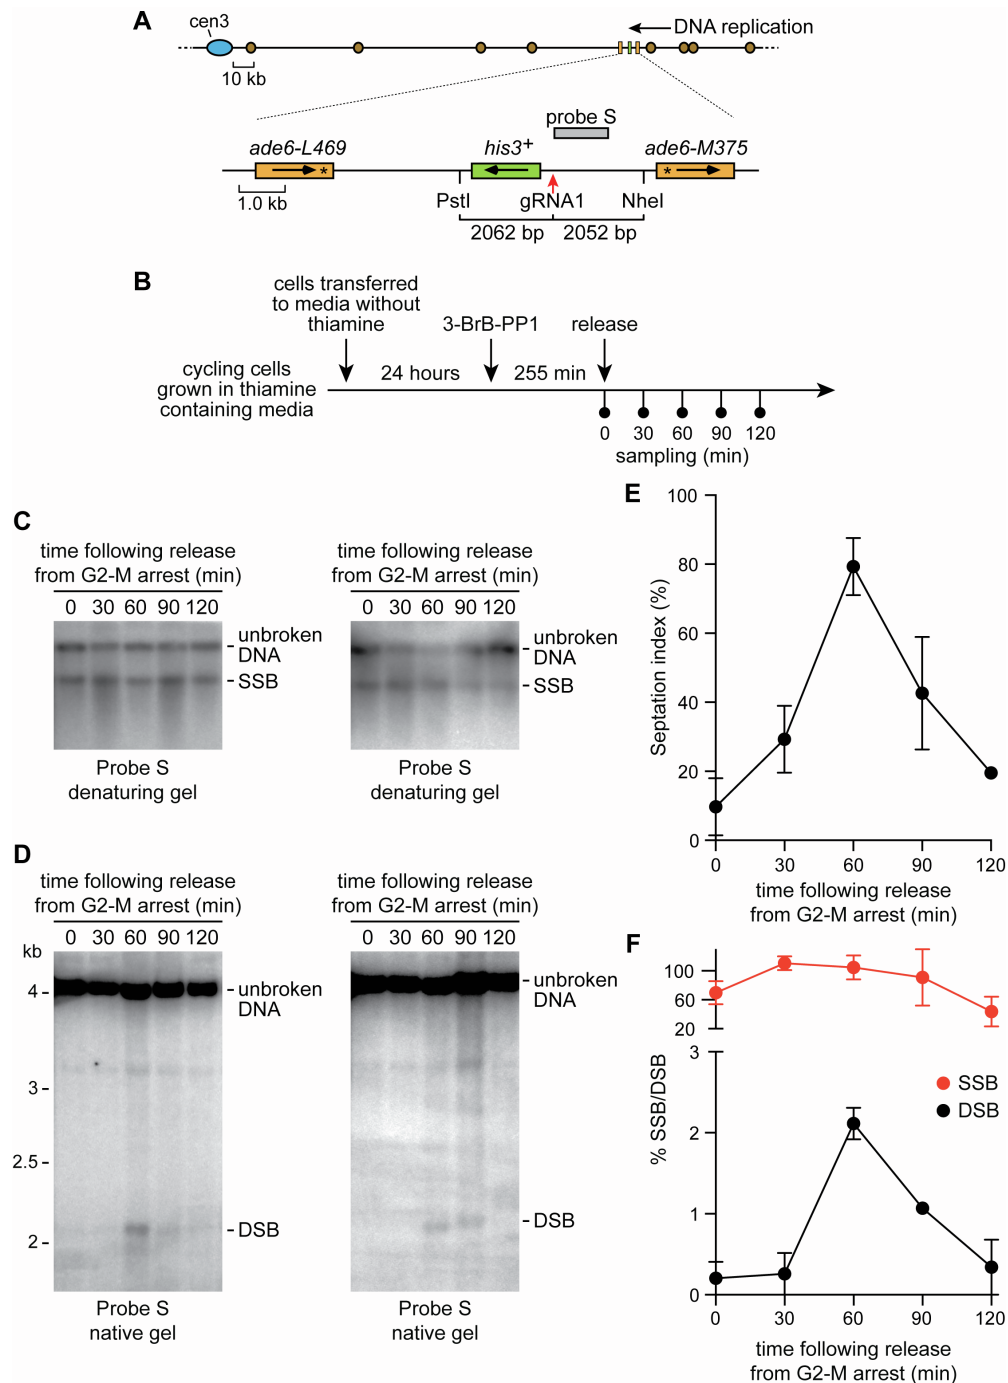 A
cen3
DNA replication
10 kb
probe S
ade6-L469
his3+
ade6-M375
*
*
1.0 kb
PstI
gRNA1
NheI
2062 bp
2052 bp
B
cells transferred
to media without
thiamine
3-BrB-PP1
release
cycling cells
grown in thiamine
containing media
24 hours
255 min
0 30 60 90 120
sampling (min)
C
time following release
from G2-M arrest (min)
0 30 60 90 120
unbroken
DNA
SSB
Probe S
denaturing gel
time following release
from G2-M arrest (min)
0 30 60 90 120
unbroken
DNA
SSB
Probe S
denaturing gel
D
time following release
from G2-M arrest (min)
0 30 60 90 120
kb
4
3
2.5
2
unbroken
DNA
DSB
Probe S
native gel
time following release
from G2-M arrest (min)
0 30 60 90 120
unbroken
DNA
DSB
Probe S
native gel
E
Septation index (%)
100
80
60
40
20
0
0 30 60 90 120
time following release
from G2-M arrest (min)
F
% SSB/DSB
100
60
20
3
2
1
0
SSB
DSB
0 30 60 90 120
time following release
from G2-M arrest (min)